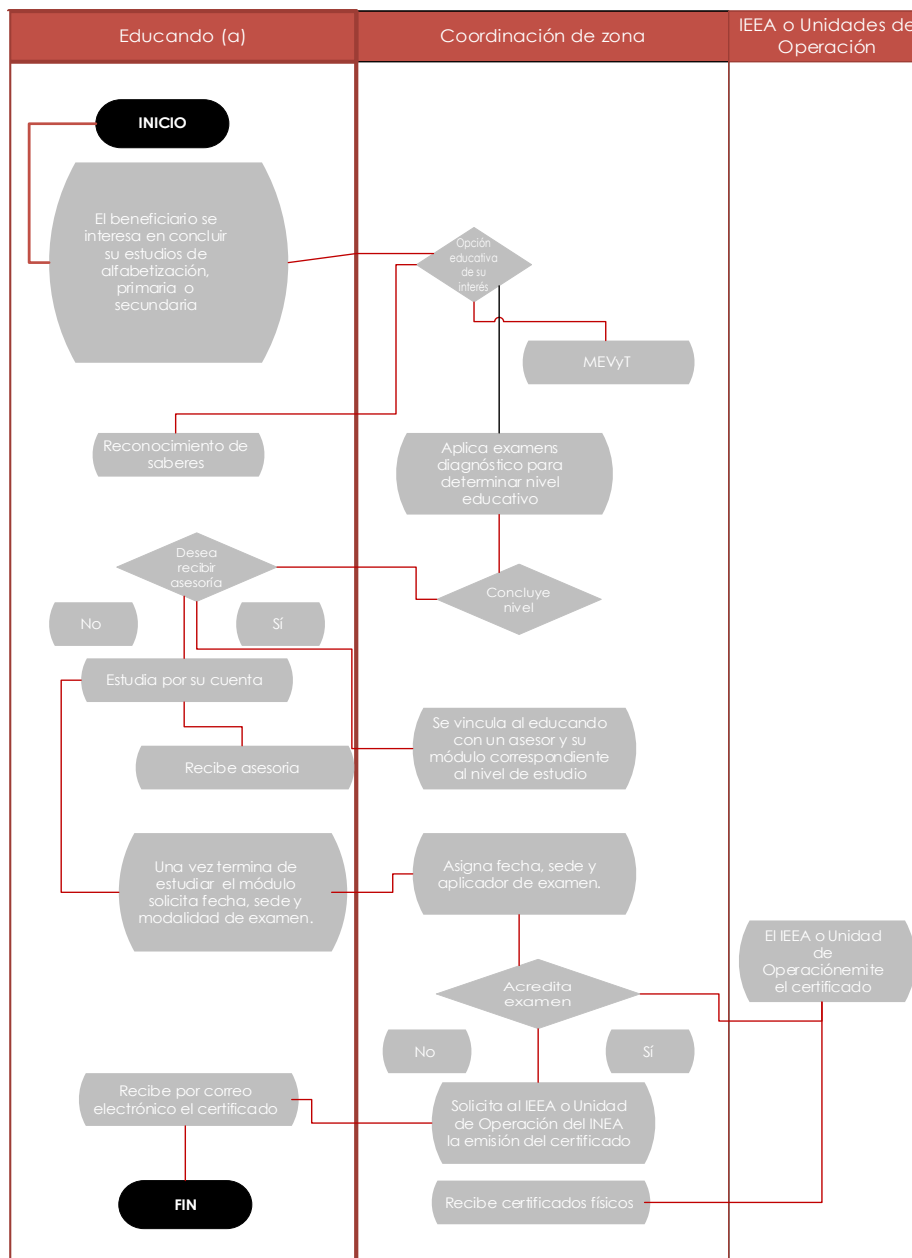 Educando (a)
Coordinación de zona
IEEA o Unidades de
Operación
INICIO
El beneficiario se
interesa en concluir
su estudios de
alfabetización,
primaria o
secundaria
Opción
educativa
de su
interés
MEVyT
Reconocimiento de
saberes
Aplica examens
diagnóstico para
determinar nivel
educativo
Desea
recibir
asesoría
Concluye
nivel
No
Sí
Estudia por su cuenta
Recibe asesoria
Se vincula al educando
con un asesor y su
módulo correspondiente
al nivel de estudio
Una vez termina de
estudiar el módulo
solicita fecha, sede y
modalidad de examen.
Asigna fecha, sede y
aplicador de examen.
El IEEA o Unidad
de
Operaciónemite
el certificado
Acredita
examen
No
Sí
Recibe por correo
electrónico el certificado
Solicita al IEEA o Unidad
de Operación del INEA
la emisión del certificado
Recibe certificados físicos
FIN